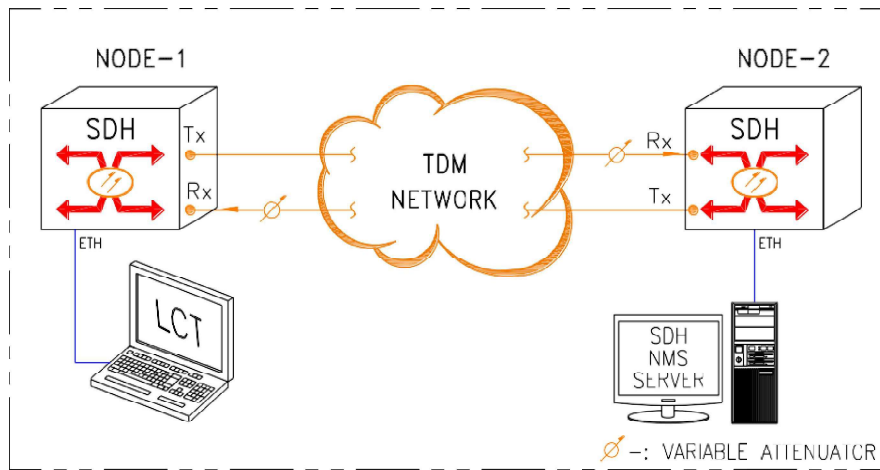 NODE-1
NODE-2
SDH
Tx
Rx
ETH
TDM
NETWORK
Rx
SDH
Tx
ETH
LCT
SDH
NMS
SERVER
-: VARIABLE ATTENUATOR